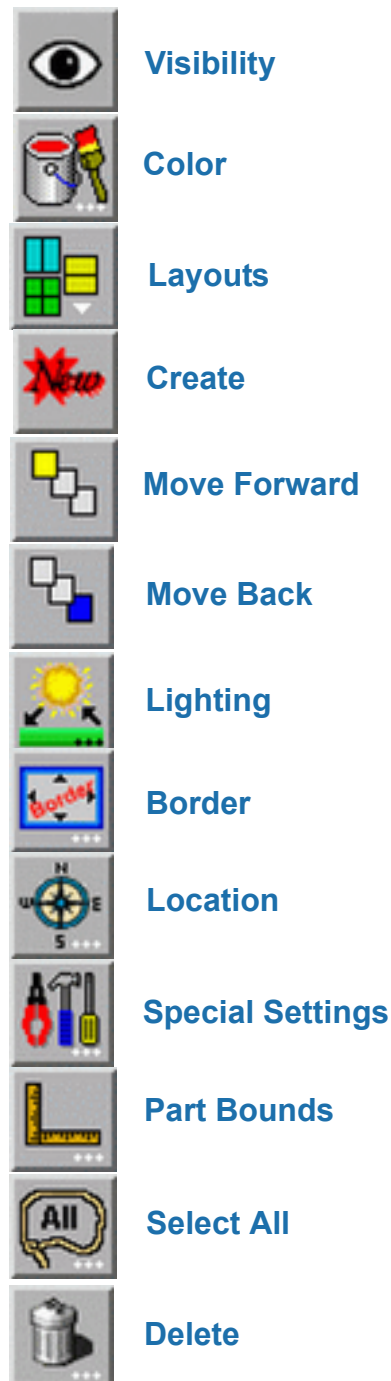 Visibility
Color
Layouts
New
Create
Move Forward
Move Back
Lighting
Border
Border
N
W
E
S
Location
Special Settings
Part Bounds
All
Select All
Delete